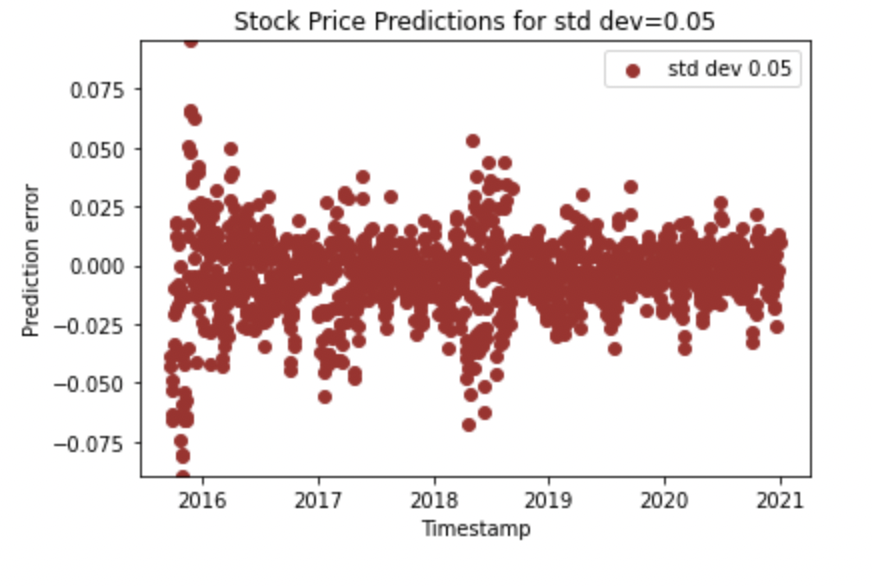 Stock Price Predictions for std dev=0.05
std dev 0.05
0.075
0.050
0.025
0.000
−0.025
−0.050
−0.075
Prediction error
2016 2017 2018 2019 2020 2021
Timestamp